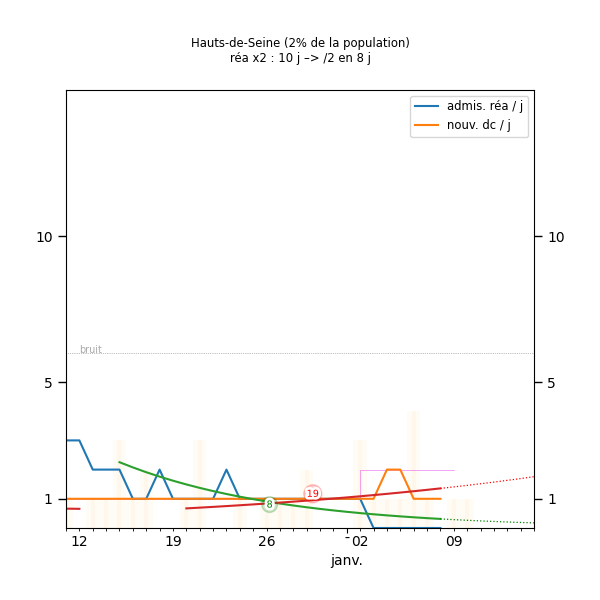 Hauts-de-Seine (2% de la population)
réa x2 : 10 j –> /2 en 8 j
admis. réa / j
nouv. dc / j
10
10
bruit
5
5
19
8
1
1
12
19
26
02
09
janv.